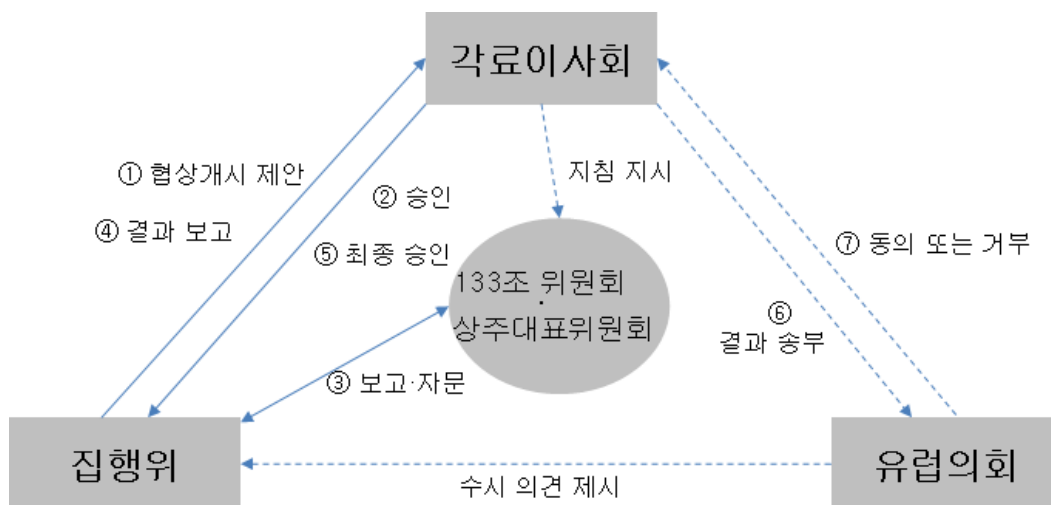 각료이사회
① 협상개시 제안
지침 지시
② 승인
④ 결과 보고
⑦ 동의 또는 거부
⑤ 최종 승인
133조 위원회
·
상주대표위원회
⑥
결과 송부
③ 보고·자문
집행위
유럽의회
수시 의견 제시